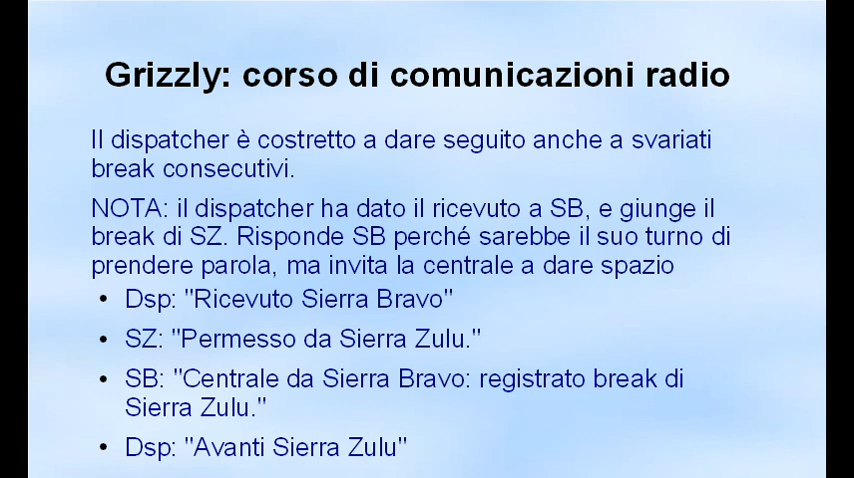 Grizzly: corso di comunicazioni radio
Il dispatcher è costretto a dare seguito anche a svariati
break consecutivi.
NOTA: il dispatcher ha dato il ricevuto a SB, e giunge il
break di SZ. Risponde SB perché sarebbe il suo turno di
prendere parola, ma invita la centrale a dare spazio
• Dsp: "Ricevuto Sierra Bravo"
• SZ: "Permesso da Sierra Zulu."
• SB: "Centrale da Sierra Bravo: registrato break di
Sierra Zulu."
• Dsp: "Avanti Sierra Zulu"